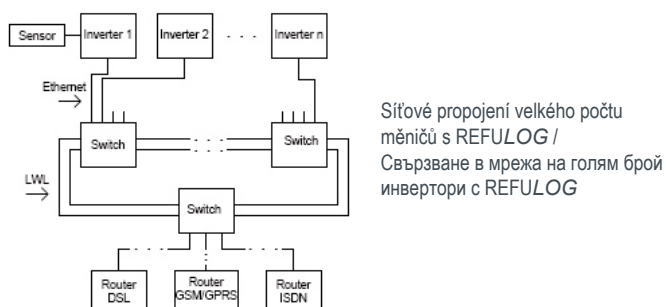 Sensor
Inverter 1
Inverter 2
Inverter n
Ethernet
Switch
Switch
LWL
Switch
Router
DSL
Router
GSM/GPRS
Router
ISDN
Síťové propojení velkého počtu
měničů s REFULOG /
Свързване в мрежа на голям брой
инвертори с REFULOG